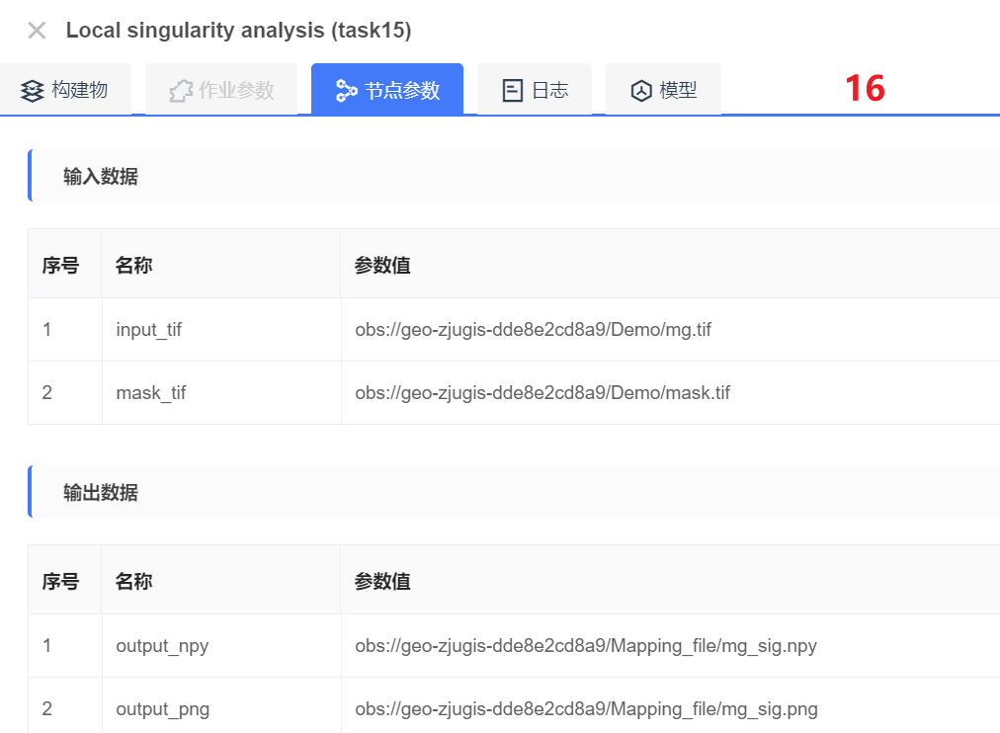 Local singularity analysis (task15)
构建物 作业参数 节点参数 日志 模型 16
输入数据
序号 名称 参数值
1 input_tif obs://geo-zjugis-dde8e2cd8a9/Demo/mg.tif
2 mask_tif obs://geo-zjugis-dde8e2cd8a9/Demo/mask.tif
输出数据
序号 名称 参数值
1 output_npy obs://geo-zjugis-dde8e2cd8a9/Mapping_file/mg_sig.npy
2 output_png obs://geo-zjugis-dde8e2cd8a9/Mapping_file/mg_sig.png